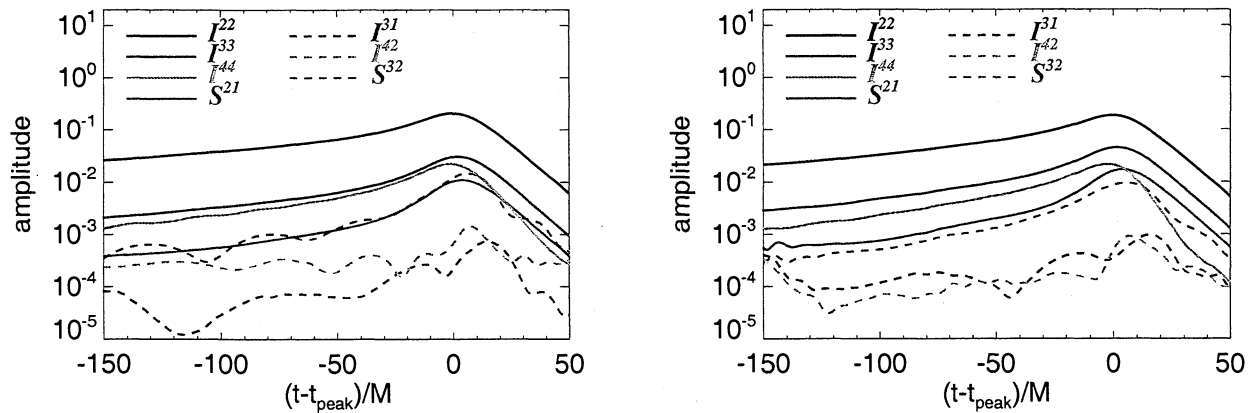 10¹
10⁰
10⁻¹
10⁻²
10⁻³
10⁻⁴
10⁻⁵
amplitude
I²² I³¹
I³³ I⁴²
I⁴⁴ S³²
S²¹
-150 -100 -50 0 50
(t-t_peak)/M
10¹
10⁰
10⁻¹
10⁻²
10⁻³
10⁻⁴
10⁻⁵
amplitude
I²² I³¹
I³³ I⁴²
I⁴⁴ S³²
S²¹
-150 -100 -50 0 50
(t-t_peak)/M